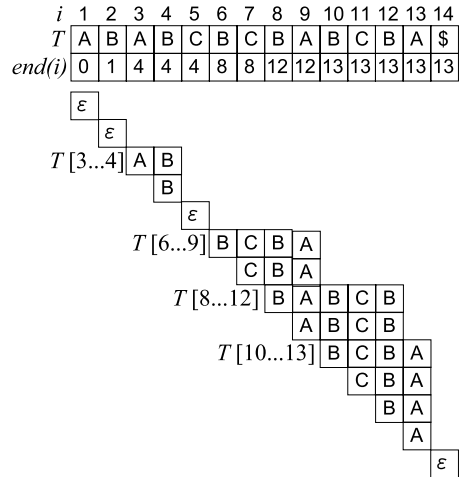 i 1 2 3 4 5 6 7 8 9 10 11 12 13 14
T A B A B C B C B A B C B A $
end(i) 0 1 4 4 4 8 8 12 12 13 13 13 13 13
ε
ε
T [3...4] A B
B
ε
T [6...9] B C B A
C B A
T [8...12] B A B C B
A B C B
T [10...13] B C B A
C B A
B A
A
ε